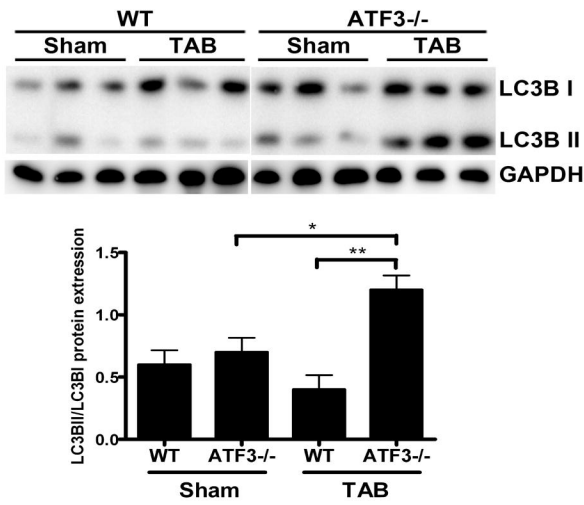 WT ATF3-/-
Sham TAB Sham TAB
LC3B I
LC3B II
GAPDH
* 
**
LC3BII/LC3BI protein extression
1.5
1.0
0.5
0.0
WT ATF3-/- WT ATF3-/-
Sham TAB